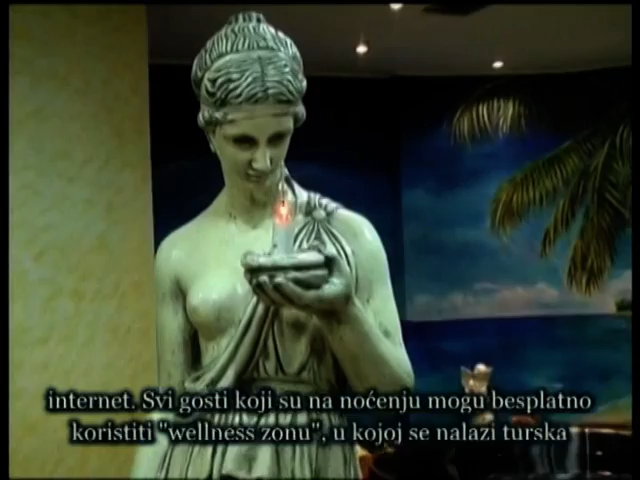 internet. Svi gosti koji su na noćenju mogu besplatno
koristiti "wellness zonu", u kojoj se nalazi turska